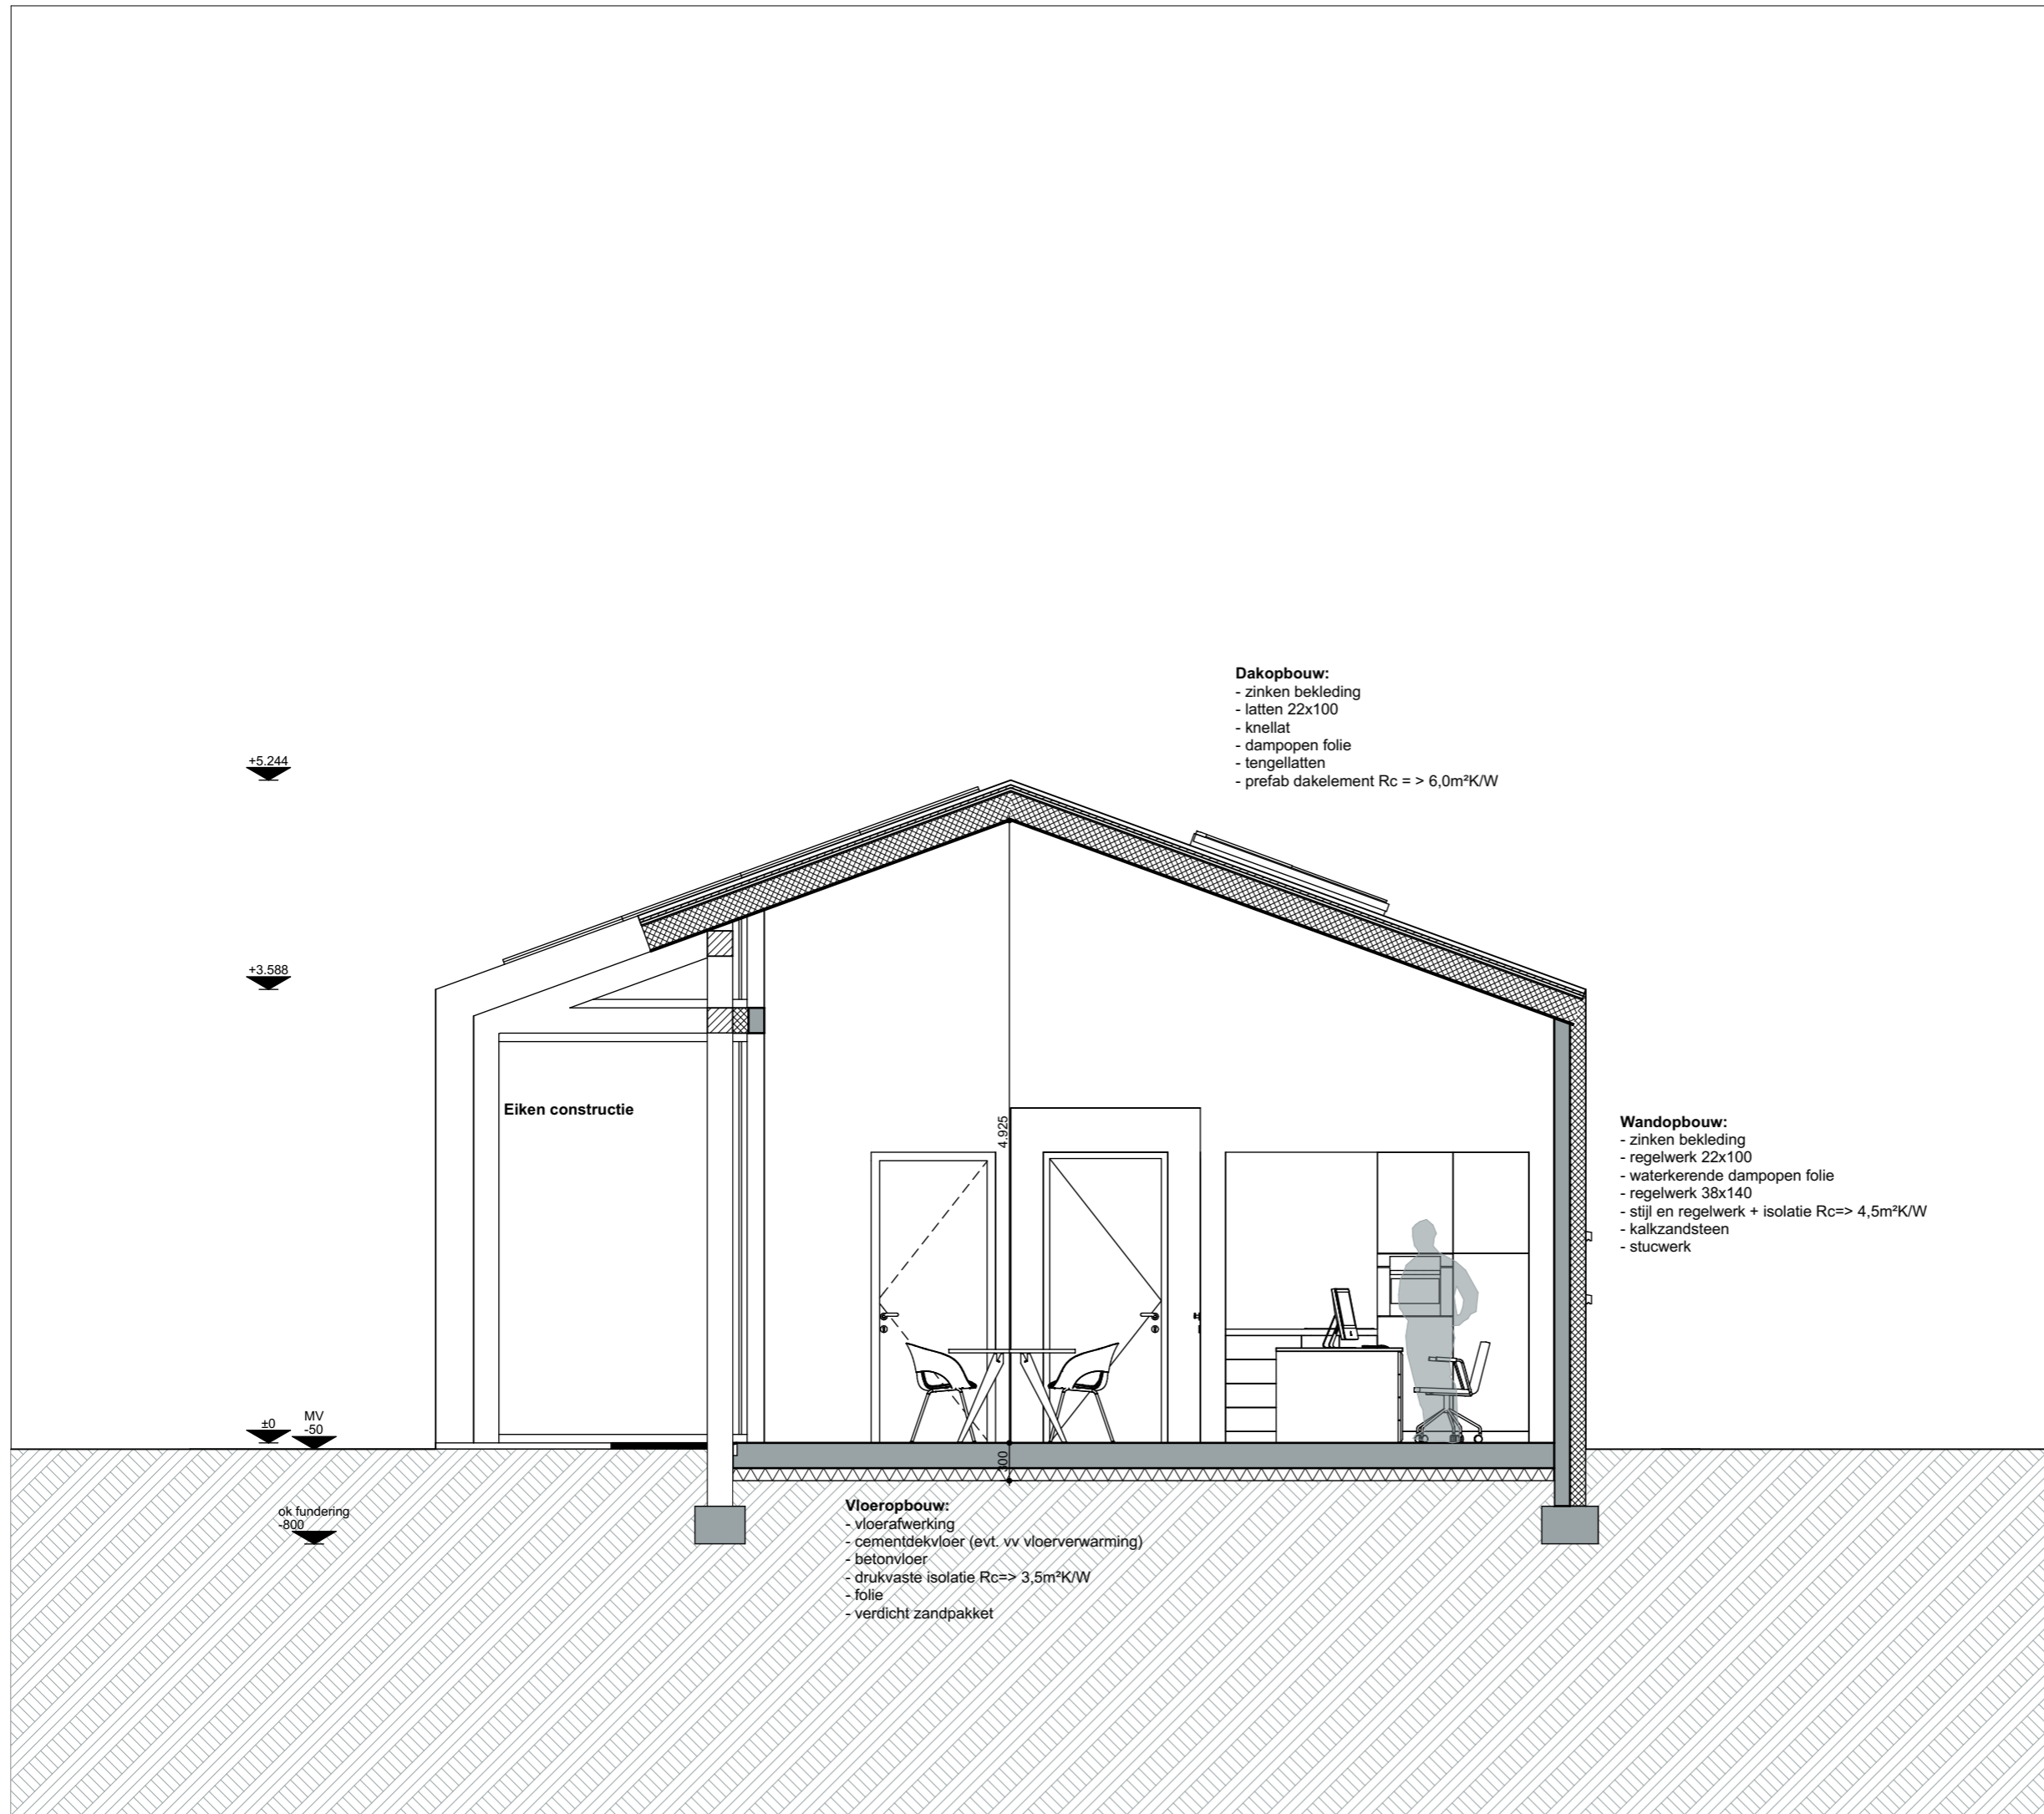 Dakopbouw:
- zinken bekleding
- latten 22x100
- knellat
- dampopen folie
- tengellatten
- prefab dakelement Rc = > 6,0m²K/W
+5.244
+3.588
Eiken constructie
4.925
Wandopbouw:
- zinken bekleding
- regelwerk 22x100
- waterkerende dampopen folie
- regelwerk 38x140
- stijl en regelwerk + isolatie Rc=> 4,5m²K/W
- kalkzandsteen
- stucwerk
±0
MV
-50
300
ok fundering
-800
Vloeropbouw:
- vloerafwerking
- cementdekvloer (evt. vv vloerverwarming)
- betonvloer
- drukvaste isolatie Rc=> 3,5m²K/W
- folie
- verdicht zandpakket